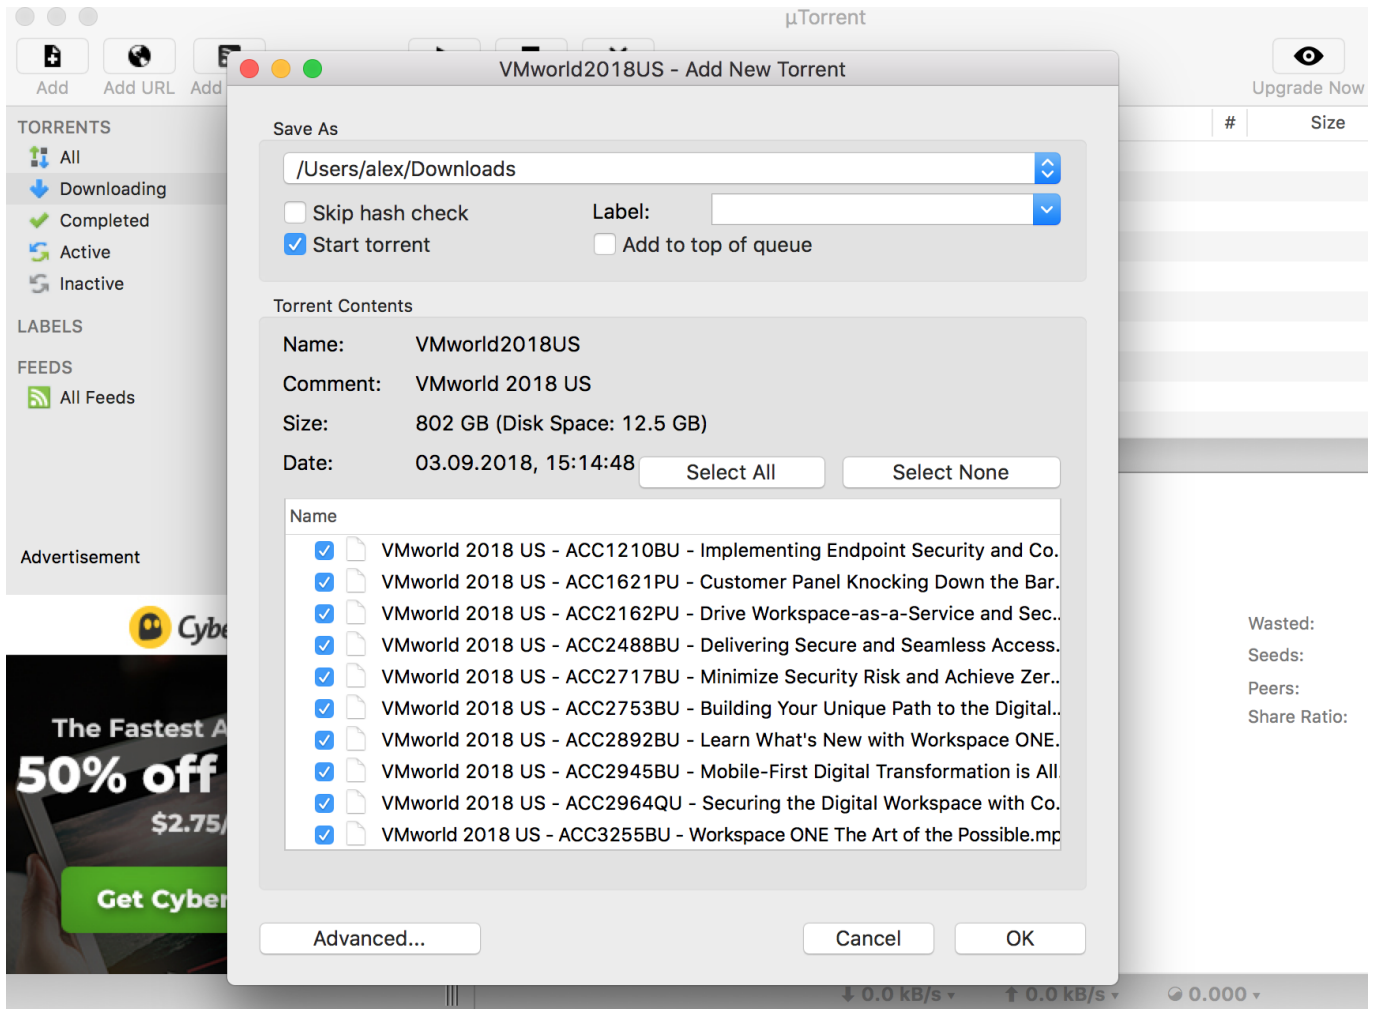 µTorrent
Add
Add URL
Add
Upgrade Now
VMworld2018US - Add New Torrent
TORRENTS
All
Downloading
Completed
Active
Inactive
LABELS
FEEDS
All Feeds
Advertisement
The Fastest
50% off
$2.75/
Get Cyber
Save As
/Users/alex/Downloads
Skip hash check
Label:
Start torrent
Add to top of queue
Torrent Contents
Name: VMworld2018US
Comment: VMworld 2018 US
Size: 802 GB (Disk Space: 12.5 GB)
Date: 03.09.2018, 15:14:48
Select All
Select None
Name
VMworld 2018 US - ACC1210BU - Implementing Endpoint Security and Co.
VMworld 2018 US - ACC1621PU - Customer Panel Knocking Down the Bar.
VMworld 2018 US - ACC2162PU - Drive Workspace-as-a-Service and Sec..
VMworld 2018 US - ACC2488BU - Delivering Secure and Seamless Access.
VMworld 2018 US - ACC2717BU - Minimize Security Risk and Achieve Zer..
VMworld 2018 US - ACC2753BU - Building Your Unique Path to the Digital..
VMworld 2018 US - ACC2892BU - Learn What's New with Workspace ONE.
VMworld 2018 US - ACC2945BU - Mobile-First Digital Transformation is All
VMworld 2018 US - ACC2964QU - Securing the Digital Workspace with Co.
VMworld 2018 US - ACC3255BU - Workspace ONE The Art of the Possible.mp
Advanced...
Cancel
OK
# Size
Wasted:
Seeds:
Peers:
Share Ratio:
0.0 kB/s
0.0 kB/s
0.000